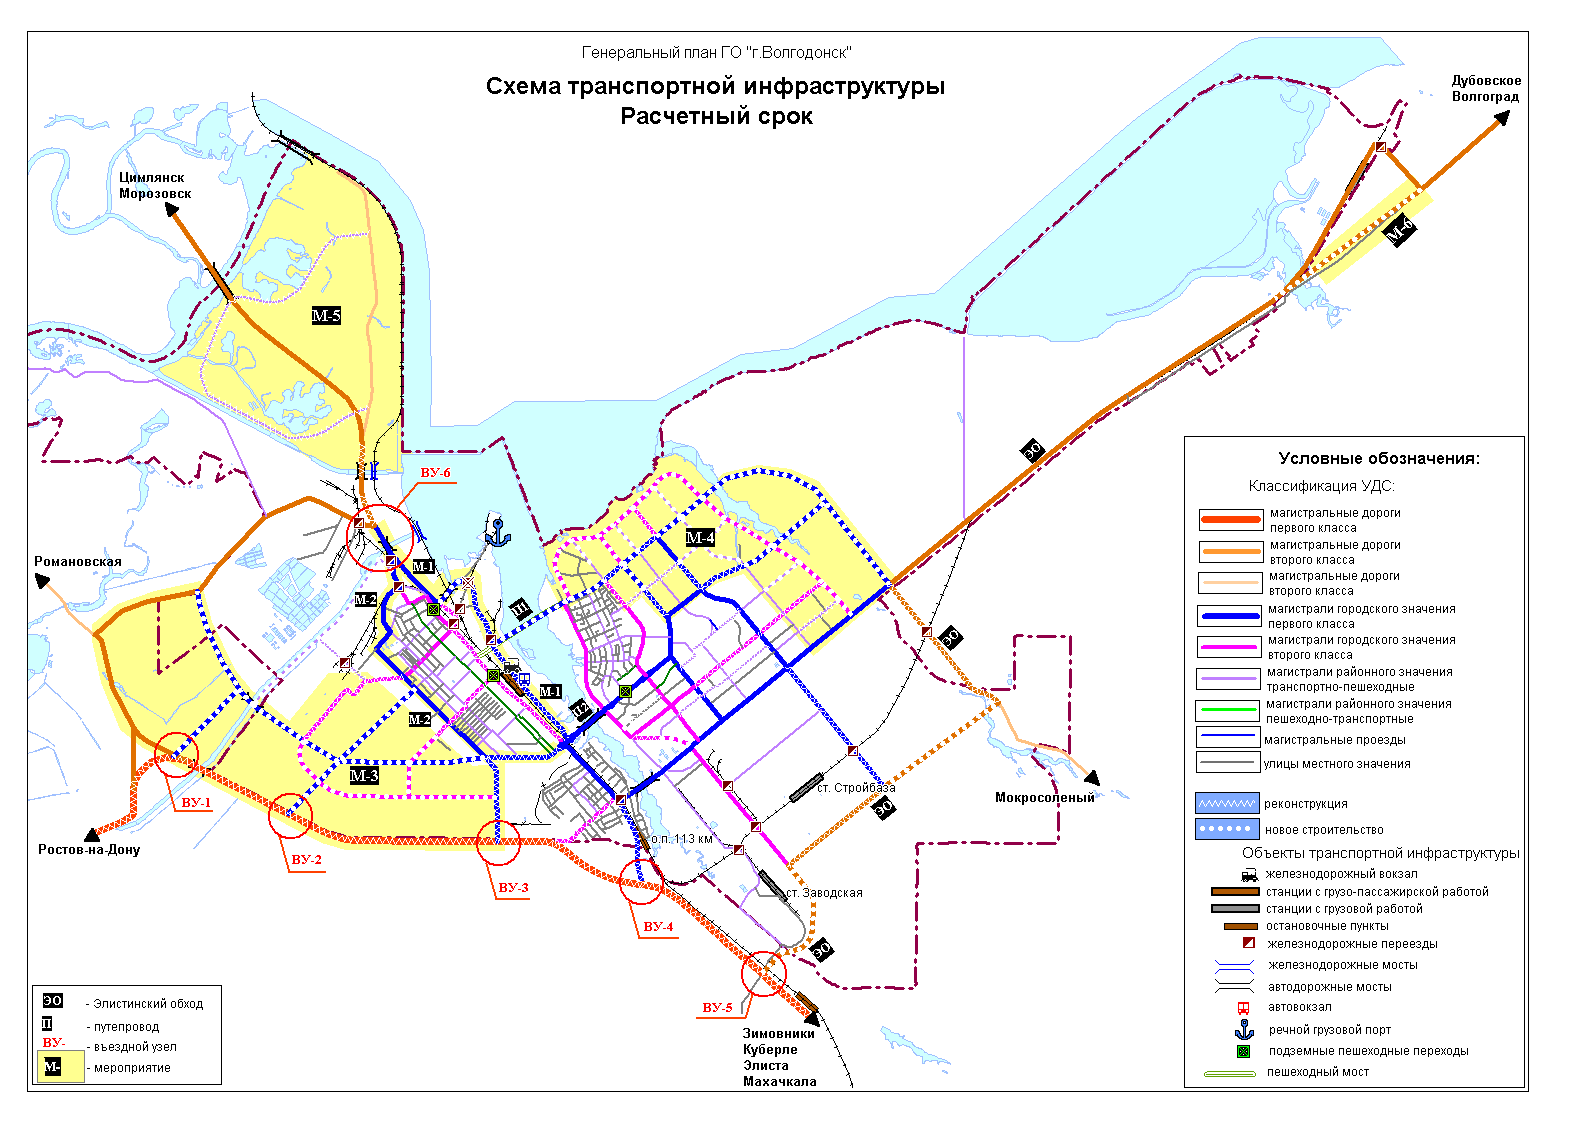 Генеральный план ГО "г.Волгодонск"
Схема транспортной инфраструктуры
Расчетный срок
Дубовское
Волгоград
Цимлянск
Морозовск
М-6
М-5
ЭО
ВУ-6
М-4
Романовская
М-1
М-2
П1
ЭО
М-1
П2
М-2
М-3
ст. Стройбаза
ЭО
Мокросоленый
ВУ-1
Ростов-на-Дону
ВУ-2
о.п. 113 км
ВУ-3
ст. Заводская
ВУ-4
ЭО
ВУ-5
Зимовники
Куберле
Элиста
Махачкала
ЭО - Элистинский обход
П - путепровод
ВУ- - въездной узел
М- - мероприятие
Условные обозначения:
Классификация УДС:
магистральные дороги
первого класса
магистральные дороги
второго класса
магистральные дороги
второго класса
магистрали городского значения
первого класса
магистрали городского значения
второго класса
магистрали районного значения
транспортно-пешеходные
магистрали районного значения
пешеходно-транспортные
магистральные проезды
улицы местного значения
реконструкция
новое строительство
Объекты транспортной инфраструктуры
железнодорожный вокзал
станции с грузо-пассажирской работой
станции с грузовой работой
остановочные пункты
железнодорожные переезды
железнодорожные мосты
автодорожные мосты
автовокзал
речной грузовой порт
подземные пешеходные переходы
пешеходный мост